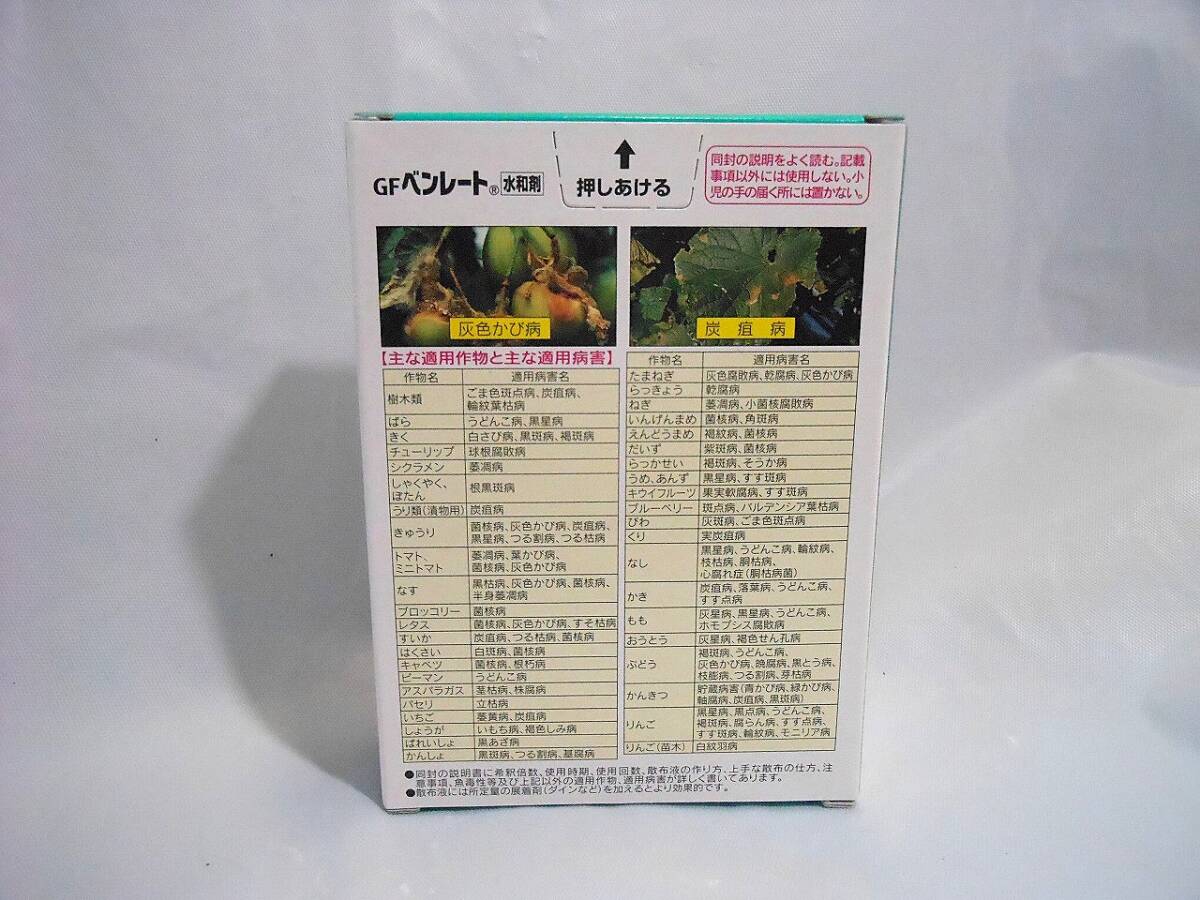 GFベンレート® 水和剤
押しあける
同封の説明をよく読む。記載
事項以外には使用しない。小
児の手の届く所には置かない。
灰色かび病
炭疽病
【主な適用作物と主な適用病害】
作物名 適用病害名
樹木類 ごま色斑点病、炭疽病、
輪紋葉枯病
ばら うどんこ病、黒星病
きく 白さび病、黒斑病、褐斑病
チューリップ 球根腐敗病
シクラメン 萎凋病
しゃくやく、
ぼたん 根黒斑病
うり類(漬物用) 炭疽病
きゅうり 菌核病、灰色かび病、炭疽病、
黒星病、つる割病、つる枯病
トマト、 萎凋病、葉かび病、
ミニトマト 菌核病、灰色かび病
なす 黒枯病、灰色かび病、菌核病、
半身萎凋病
ブロッコリー 菌核病
レタス 菌核病、灰色かび病、すそ枯病
すいか 炭疽病、つる枯病、菌核病
はくさい 白斑病、菌核病
キャベツ 菌核病、根朽病
ピーマン うどんこ病
アスパラガス 茎枯病、株腐病
パセリ 立枯病
いちご 萎黄病、炭疽病
しょうが いもち病、褐色しみ病
ばれいしょ 黒あざ病
かんしょ 黒斑病、つる割病、基腐病
作物名 適用病害名
たまねぎ 灰色腐敗病、乾腐病、灰色かび病
らっきょう 乾腐病
ねぎ 萎凋病、小菌核腐敗病
いんげんまめ 菌核病、角斑病
えんどうまめ 褐紋病、菌核病
だいず 紫斑病、菌核病
らっかせい 褐斑病、そうか病
うめ、あんず 黒星病、すす斑病
キウイフルーツ 果実軟腐病、すす斑病
ブルーベリー 斑点病、バルデンシア葉枯病
びわ 灰斑病、ごま色斑点病
くり 実炭疽病
なし 黒星病、うどんこ病、輪紋病、
枝枯病、胴枯病、
心腐れ症(胴枯病菌)
かき 炭疽病、落葉病、うどんこ病、
すす点病
もも 灰星病、黒星病、うどんこ病、
ホモプシス腐敗病
おうとう 灰星病、褐色せん孔病
ぶどう 褐斑病、うどんこ病、
灰色かび病、晩腐病、黒とう病、
枝膨病、つる割病、芽枯病
かんきつ 貯蔵病害(青かび病、緑かび病、
軸腐病、炭疽病、黒斑病)
りんご 黒星病、黒点病、うどんこ病、
褐斑病、腐らん病、すす点病、
すす斑病、輪紋病、モニリア病
りんご(苗木) 白紋羽病
●同封の説明書に希釈倍数、使用時期、使用回数、散布液の作り方、上手な散布の仕方、注
意事項、魚毒性等及び上記以外の適用作物、適用病害が詳しく書いてあります。
●散布液には所定量の展着剤(ダインなど)を加えるとより効果的です。